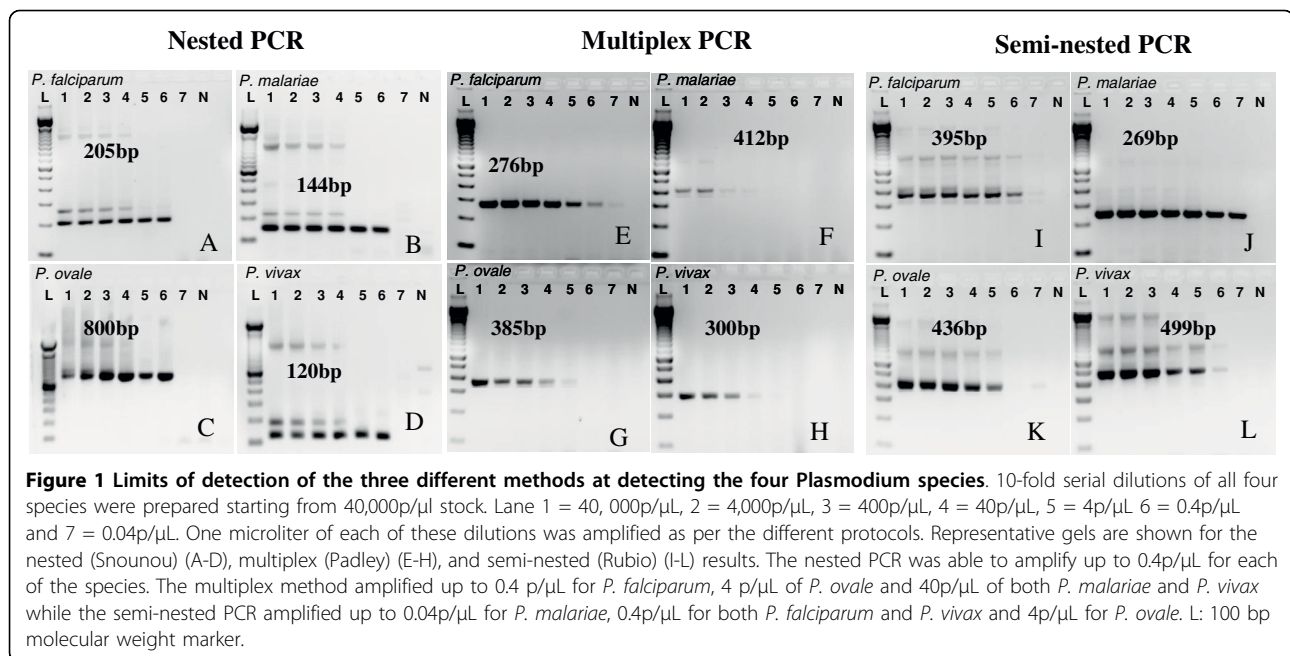 Nested PCR
Multiplex PCR
Semi-nested PCR
P. falciparum
L 1 2 3 4 5 6 7 N
205bp
A
P. malariae
L 1 2 3 4 5 6 7 N
144bp
B
P. falciparum
L 1 2 3 4 5 6 7 N
276bp
E
P. malariae
L 1 2 3 4 5 6 7 N
412bp
F
P. falciparum
L 1 2 3 4 5 6 7 N
395bp
I
P. malariae
L 1 2 3 4 5 6 7 N
269bp
J
P. ovale
L 1 2 3 4 5 6 7 N
800bp
C
P. vivax
L 1 2 3 4 5 6 7 N
120bp
D
P. ovale
L 1 2 3 4 5 6 7 N
385bp
G
P. vivax
L 1 2 3 4 5 6 7 N
300bp
H
P. ovale
L 1 2 3 4 5 6 7 N
436bp
K
P. vivax
L 1 2 3 4 5 6 7 N
499bp
L
Figure 1 Limits of detection of the three different methods at detecting the four Plasmodium species. 10-fold serial dilutions of all four
species were prepared starting from 40,000p/μl stock. Lane 1 = 40, 000p/μL, 2 = 4,000p/μL, 3 = 400p/μL, 4 = 40p/μL, 5 = 4p/μL 6 = 0.4p/μL
and 7 = 0.04p/μL. One microliter of each of these dilutions was amplified as per the different protocols. Representative gels are shown for the
nested (Snounou) (A-D), multiplex (Padley) (E-H), and semi-nested (Rubio) (I-L) results. The nested PCR was able to amplify up to 0.4p/μL for each
of the species. The multiplex method amplified up to 0.4 p/μL for P. falciparum, 4 p/μL of P. ovale and 40p/μL of both P. malariae and P. vivax
while the semi-nested PCR amplified up to 0.04p/μL for P. malariae, 0.4p/μL for both P. falciparum and P. vivax and 4p/μL for P. ovale. L: 100 bp
molecular weight marker.